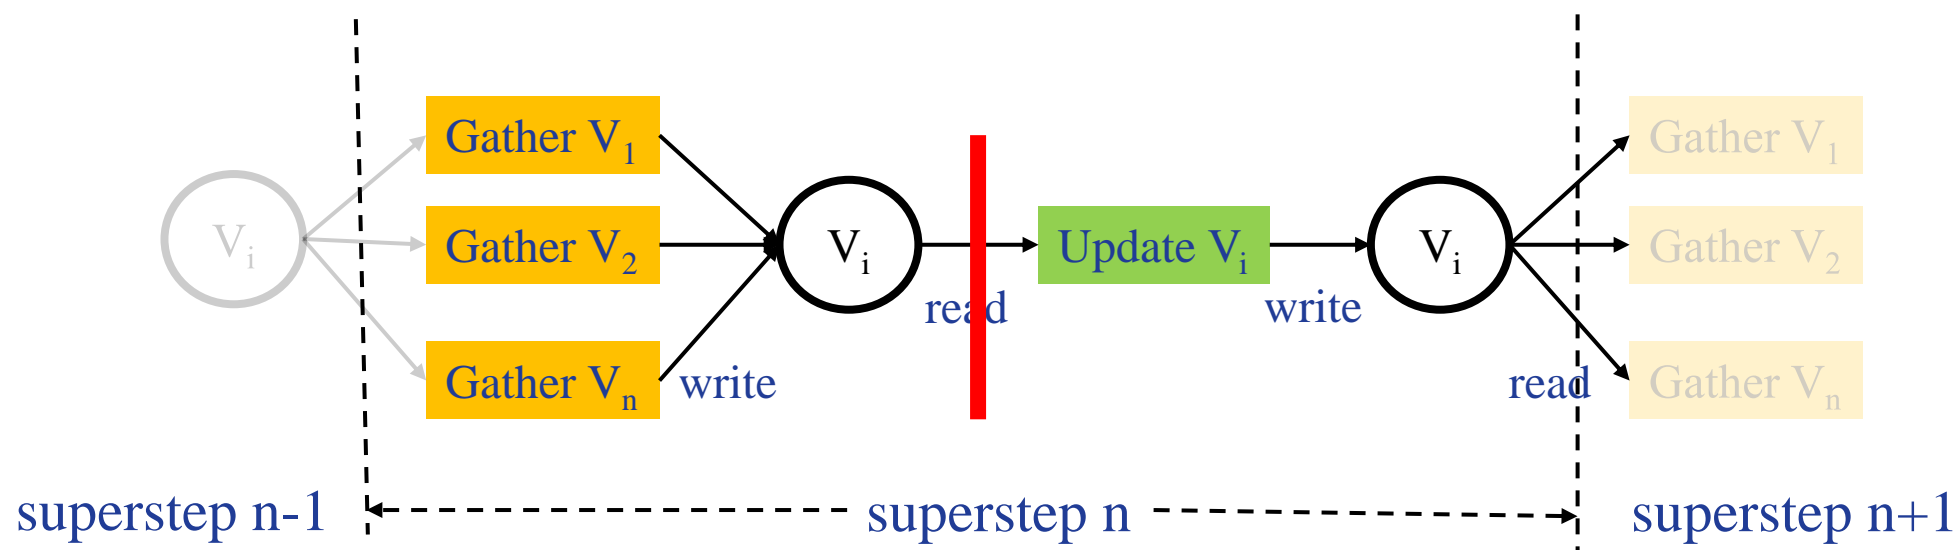 Gather V1
Gather V1
Vi
Gather V2
Vi
Update Vi
Vi
Gather V2
read
write
Gather Vn
write
read
Gather Vn
superstep n-1
superstep n
superstep n+1